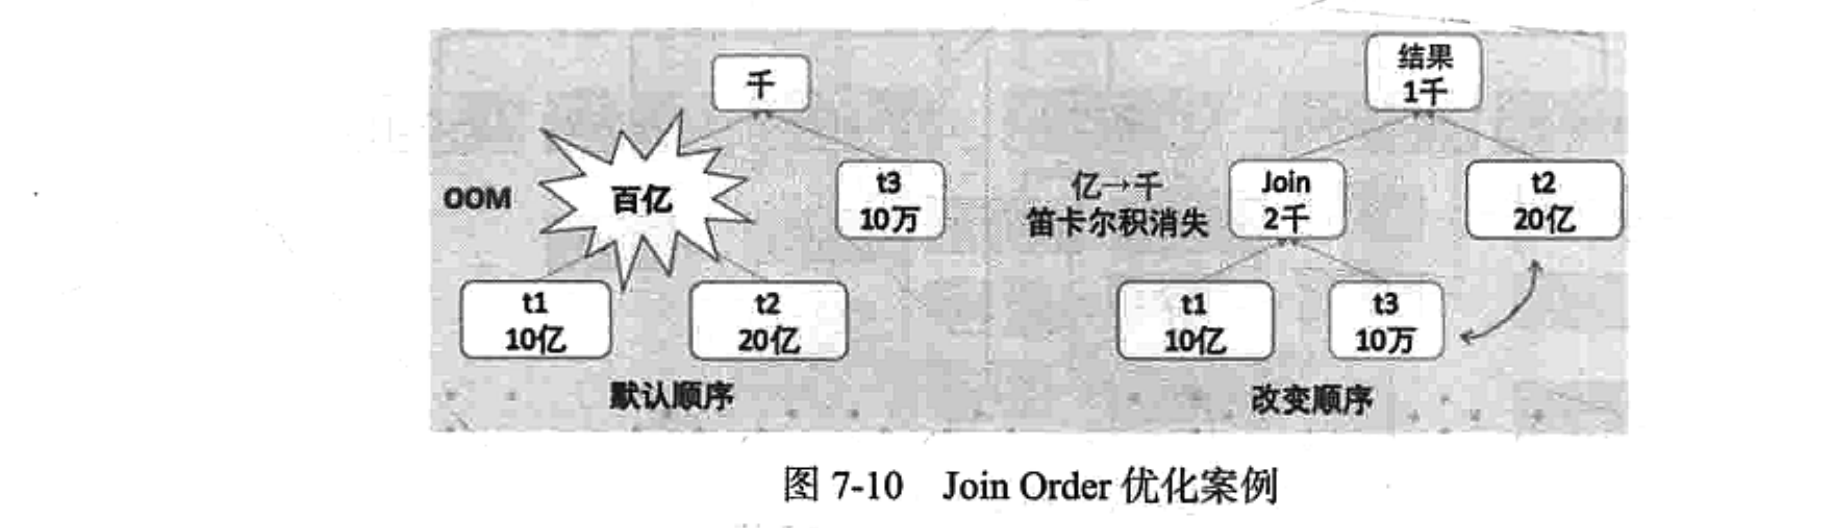 千
OOM
百亿
t3
10万
t1
10亿
t2
20亿
默认顺序
结果
1千
亿→千
笛卡尔积消失
Join
2千
t2
20亿
t1
10亿
t3
10万
改变顺序
图 7-10 Join Order 优化案例